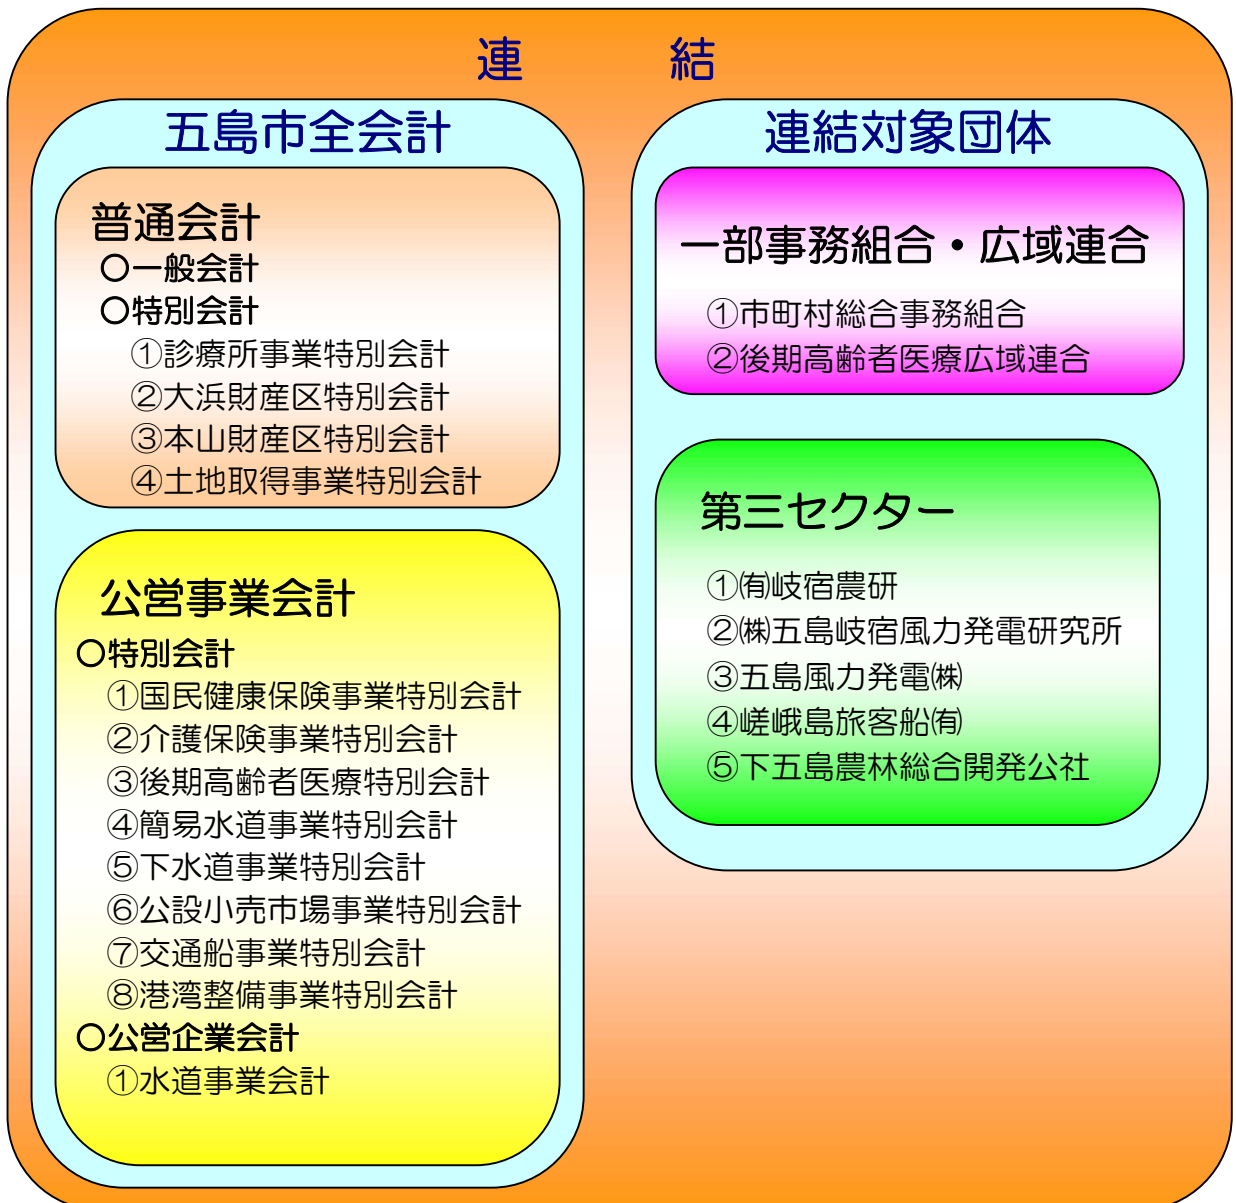 連 結
五島市全会計
普通会計
〇一般会計
〇特別会計
①診療所事業特別会計
②大浜財産区特別会計
③本山財産区特別会計
④土地取得事業特別会計
公営事業会計
〇特別会計
①国民健康保険事業特別会計
②介護保険事業特別会計
③後期高齢者医療特別会計
④簡易水道事業特別会計
⑤下水道事業特別会計
⑥公設小売市場事業特別会計
⑦交通船事業特別会計
⑧港湾整備事業特別会計
〇公営企業会計
①水道事業会計
連結対象団体
一部事務組合・広域連合
①市町村総合事務組合
②後期高齢者医療広域連合
第三セクター
①㈲岐宿農研
②㈱五島岐宿風力発電研究所
③五島風力発電㈱
④嵯峨島旅客船㈲
⑤下五島農林総合開発公社